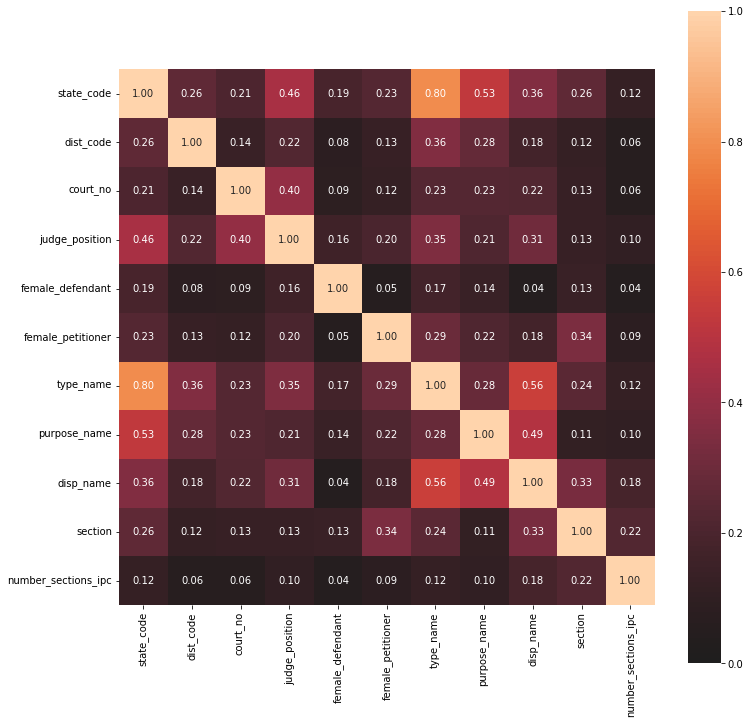 1.0
state_code 1.00 0.26 0.21 0.46 0.19 0.23 0.80 0.53 0.36 0.26 0.12
dist_code 0.26 1.00 0.14 0.22 0.08 0.13 0.36 0.28 0.18 0.12 0.06
0.8
court_no 0.21 0.14 1.00 0.40 0.09 0.12 0.23 0.23 0.22 0.13 0.06
judge_position 0.46 0.22 0.40 1.00 0.16 0.20 0.35 0.21 0.31 0.13 0.10
0.6
female_defendant 0.19 0.08 0.09 0.16 1.00 0.05 0.17 0.14 0.04 0.13 0.04
female_petitioner 0.23 0.13 0.12 0.20 0.05 1.00 0.29 0.22 0.18 0.34 0.09
type_name 0.80 0.36 0.23 0.35 0.17 0.29 1.00 0.28 0.56 0.24 0.12
0.4
purpose_name 0.53 0.28 0.23 0.21 0.14 0.22 0.28 1.00 0.49 0.11 0.10
disp_name 0.36 0.18 0.22 0.31 0.04 0.18 0.56 0.49 1.00 0.33 0.18
section 0.26 0.12 0.13 0.13 0.13 0.34 0.24 0.11 0.33 1.00 0.22
0.2
number_sections_ipc 0.12 0.06 0.06 0.10 0.04 0.09 0.12 0.10 0.18 0.22 1.00
0.0
state_code
dist_code
court_no
judge_position
female_defendant
female_petitioner
type_name
purpose_name
disp_name
section
number_sections_ipc